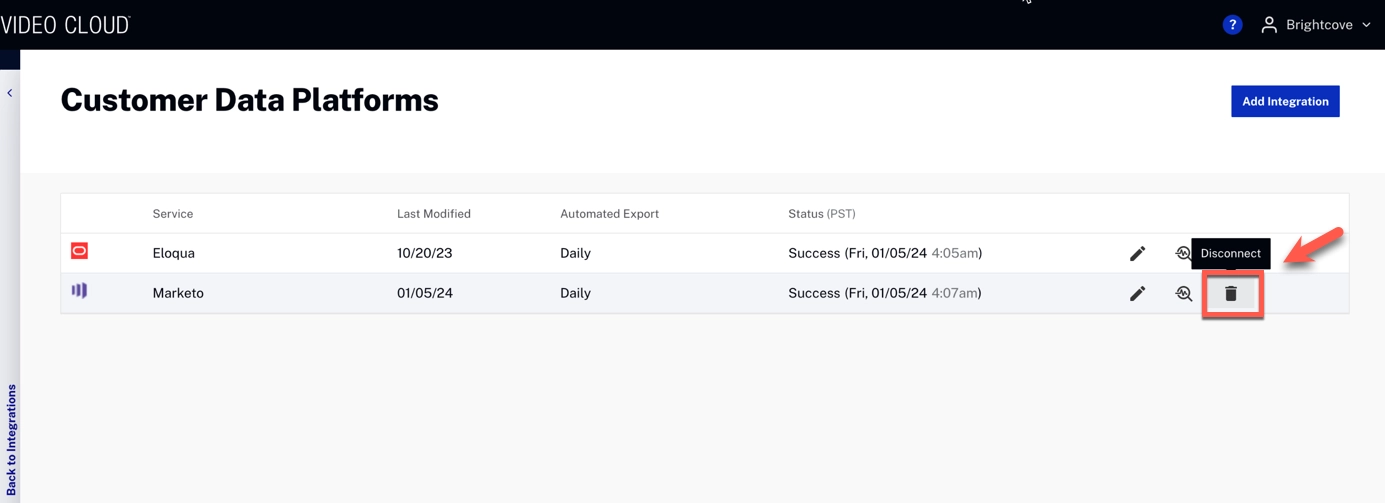 VIDEO CLOUD
? Brightcove
Customer Data Platforms
Add Integration
Service Last Modified Automated Export Status (PST)
Eloqua 10/20/23 Daily Success (Fri, 01/05/24 4:05am)
Disconnect
Marketo 01/05/24 Daily Success (Fri, 01/05/24 4:07am)
Back to Integrations